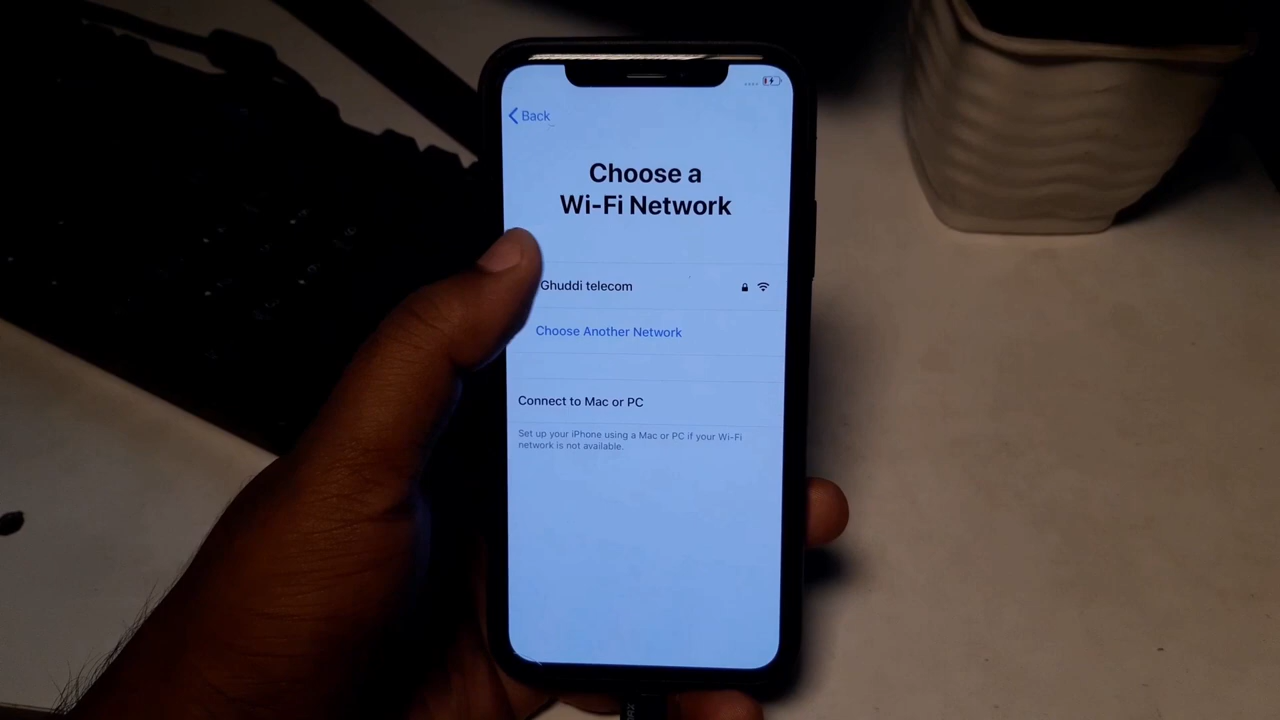 Back
Choose a
Wi-Fi Network
Ghuddi telecom
Choose Another Network
Connect to Mac or PC
Set up your iPhone using a Mac or PC if your Wi-Fi
network is not available.